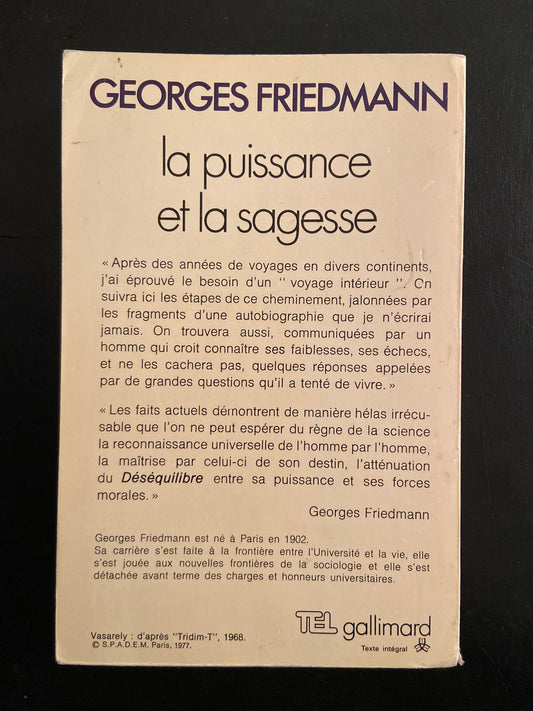 GEORGES FRIEDMANN
la puissance
et la sagesse
« Après des années de voyages en divers continents,
j'ai éprouvé le besoin d'un " voyage intérieur ". On
suivra ici les étapes de ce cheminement, jalonnées par
les fragments d'une autobiographie que je n'écrirai
jamais. On trouvera aussi, communiquées par un
homme qui croit connaître ses faiblesses, ses échecs,
et ne les cachera pas, quelques réponses appelées
par de grandes questions qu'il a tenté de vivre. »
« Les faits actuels démontrent de manière hélas irrécu-
sable que l'on ne peut espérer du règne de la science
la reconnaissance universelle de l'homme par l'homme,
la maîtrise par celui-ci de son destin, l'atténuation
du Déséquilibre entre sa puissance et ses forces
morales. »
Georges Friedmann
Georges Friedmann est né à Paris en 1902.
Sa carrière s'est faite à la frontière entre l'Université et la vie, elle
s'est jouée aux nouvelles frontières de la sociologie et elle s'est
détachée avant terme des charges et honneurs universitaires.
TEL gallimard
Texte intégral
Vasarely : d'après "Tridim-T", 1968.
© S.P.A.D.E.M. Paris, 1977.